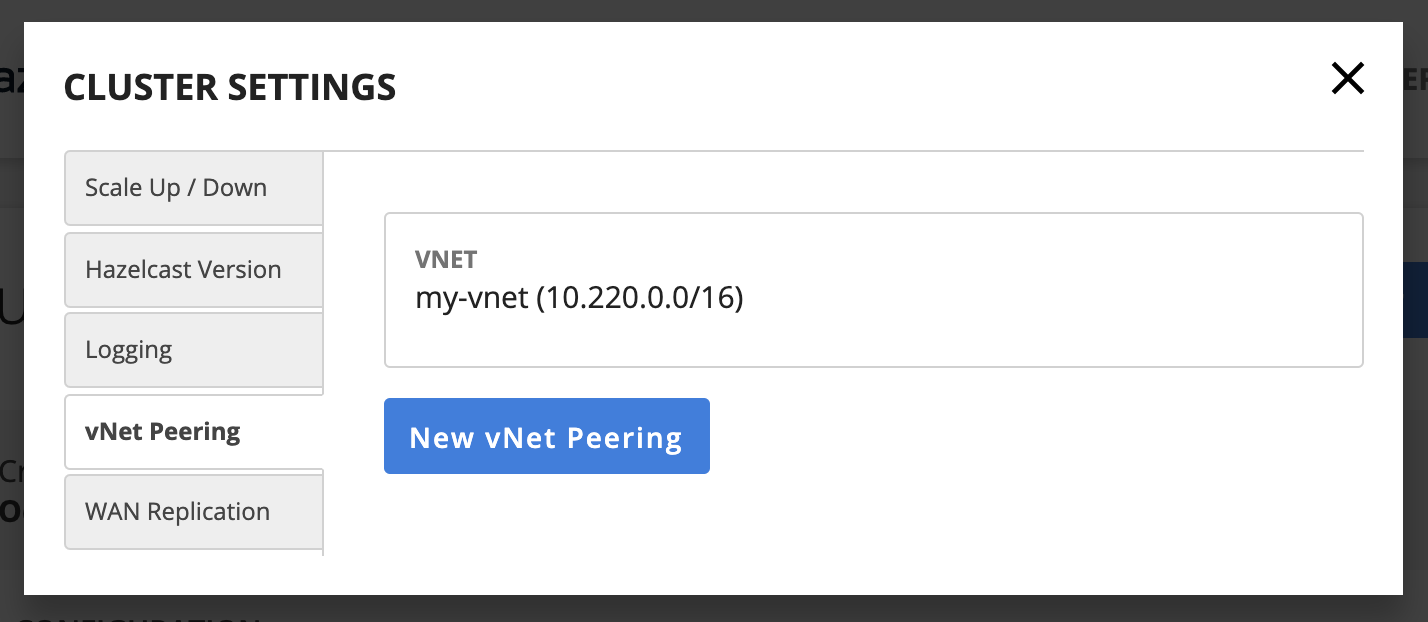 CLUSTER SETTINGS
Scale Up / Down
Hazelcast Version
Logging
vNet Peering
WAN Replication
VNET
my-vnet (10.220.0.0/16)
New vNet Peering